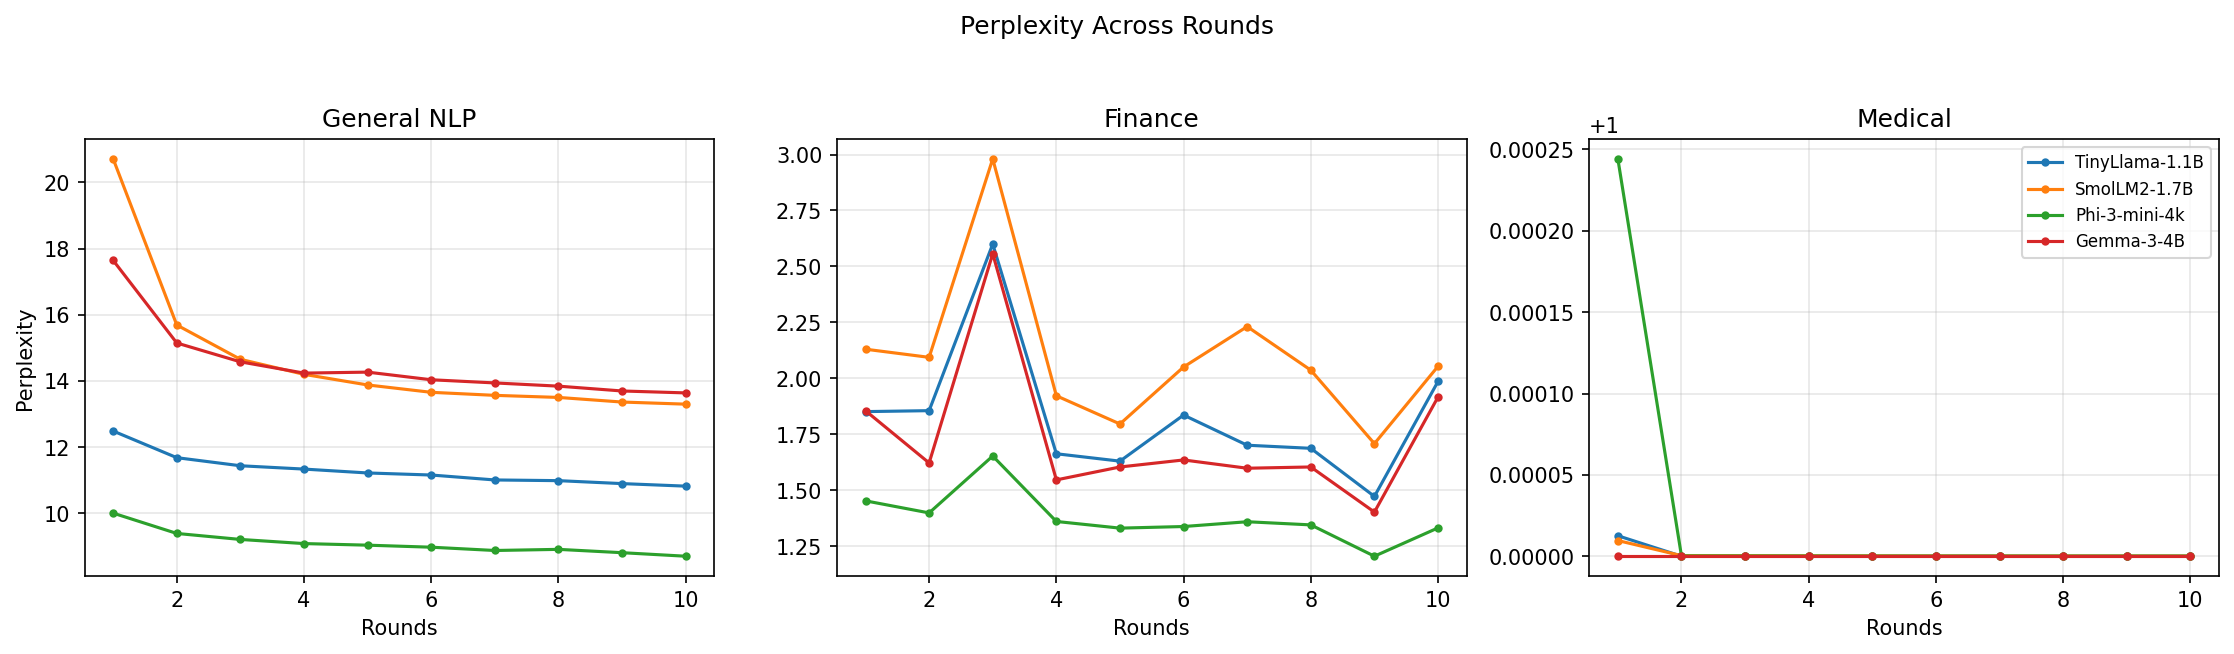 Perplexity Across Rounds
General NLP
Perplexity
20
18
16
14
12
10
2 4 6 8 10
Rounds
Finance
3.00
2.75
2.50
2.25
2.00
1.75
1.50
1.25
2 4 6 8 10
Rounds
Medical
+1
0.00025
0.00020
0.00015
0.00010
0.00005
0.00000
TinyLlama-1.1B
SmolLM2-1.7B
Phi-3-mini-4k
Gemma-3-4B
2 4 6 8 10
Rounds